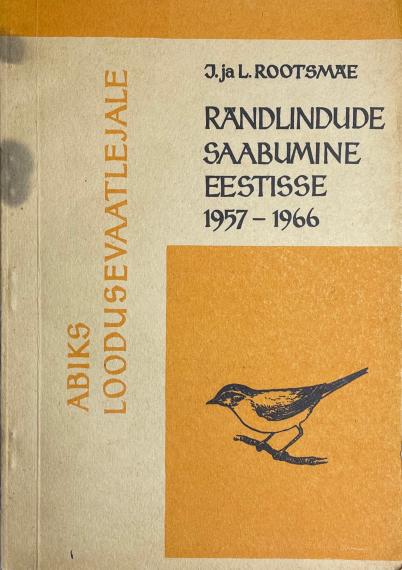 J. ja L. ROOTSMÄE
RÄNDLINDUDE
SAABUMINE
EESTISSE
1957 – 1966
ABIKS
LOODUSEVAATLEJALE